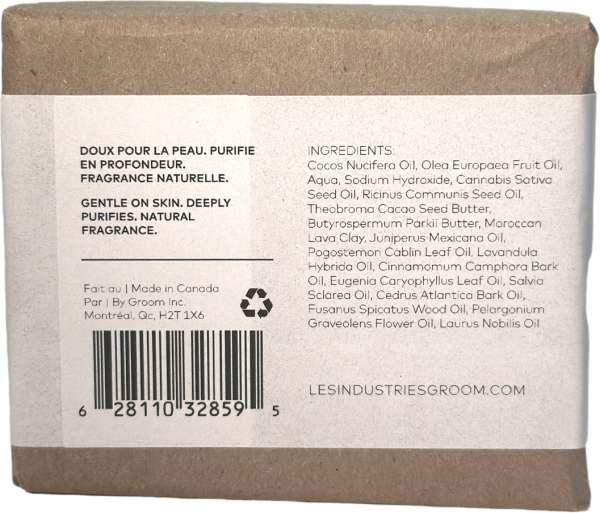 DOUX POUR LA PEAU. PURIFIE
EN PROFONDEUR.
FRAGRANCE NATURELLE.
GENTLE ON SKIN. DEEPLY
PURIFIES. NATURAL
FRAGRANCE.
Fait au | Made in Canada
Par | By Groom Inc.
Montréal, Qc, H2T 1X6
6 28110 32859 5
INGREDIENTS:
Cocos Nucifera Oil, Olea Europaea Fruit Oil,
Aqua, Sodium Hydroxide, Cannabis Sativa
Seed Oil, Ricinus Communis Seed Oil,
Theobroma Cacao Seed Butter,
Butyrospermum Parkii Butter, Moroccan
Lava Clay, Juniperus Mexicana Oil,
Pogostemon Cablin Leaf Oil, Lavandula
Hybrida Oil, Cinnamomum Camphora Bark
Oil, Eugenia Caryophyllus Leaf Oil, Salvia
Sclarea Oil, Cedrus Atlantica Bark Oil,
Fusanus Spicatus Wood Oil, Pelargonium
Graveolens Flower Oil, Laurus Nobilis Oil
LESINDUSTRIESGROOM.COM